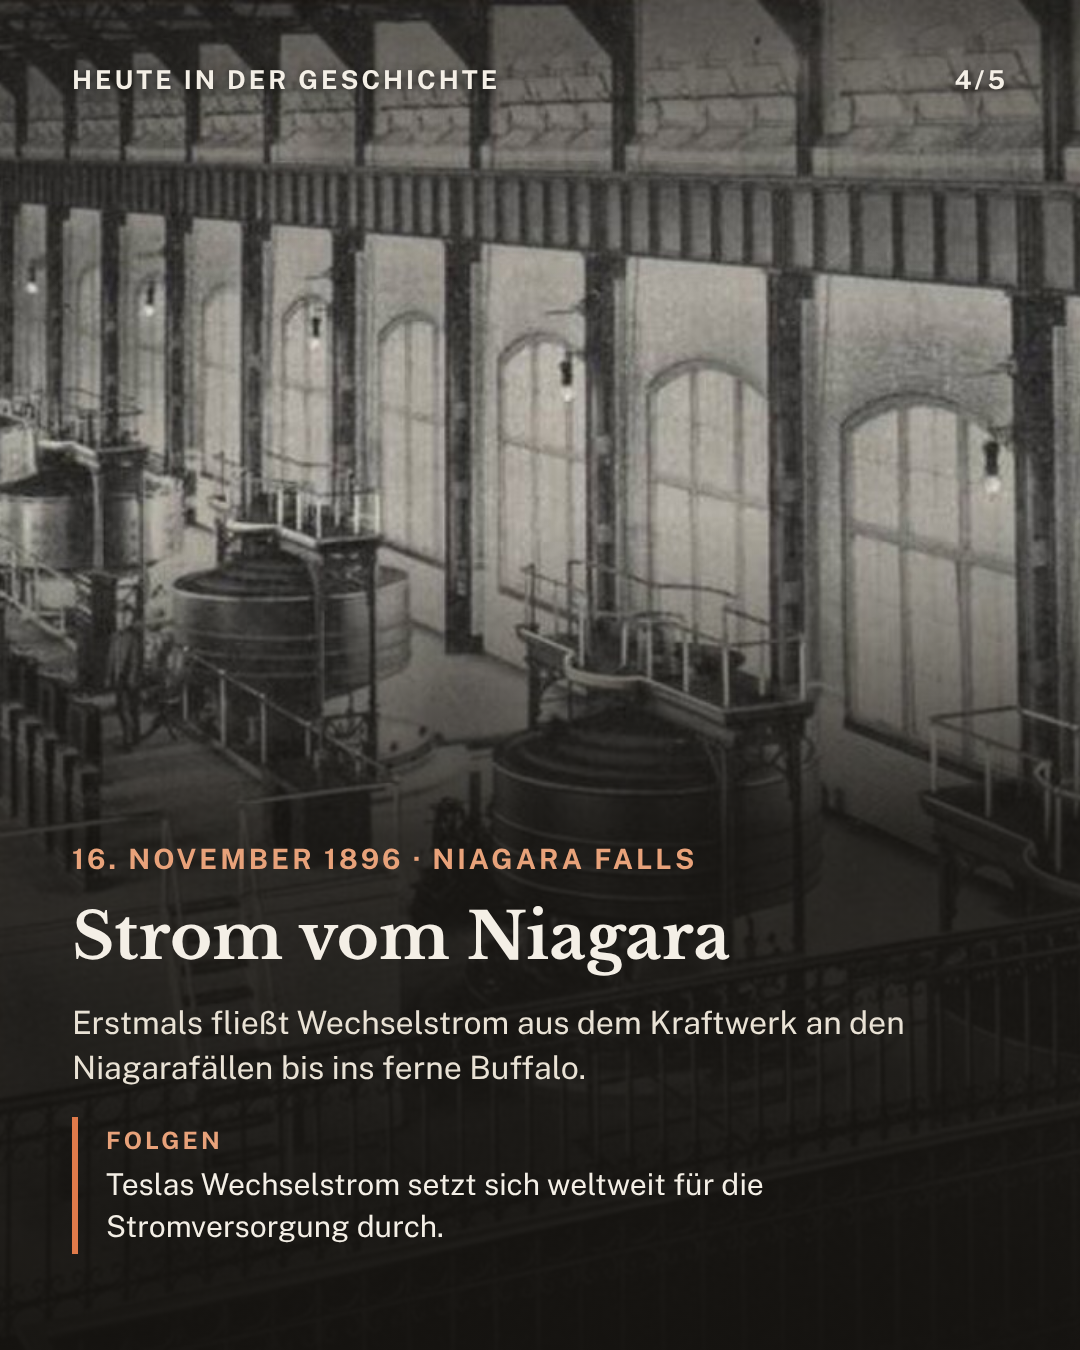 HEUTE IN DER GESCHICHTE
4/5
16. NOVEMBER 1896 · NIAGARA FALLS
Strom vom Niagara
Erstmals fließt Wechselstrom aus dem Kraftwerk an den
Niagarafällen bis ins ferne Buffalo.
FOLGEN
Teslas Wechselstrom setzt sich weltweit für die
Stromversorgung durch.